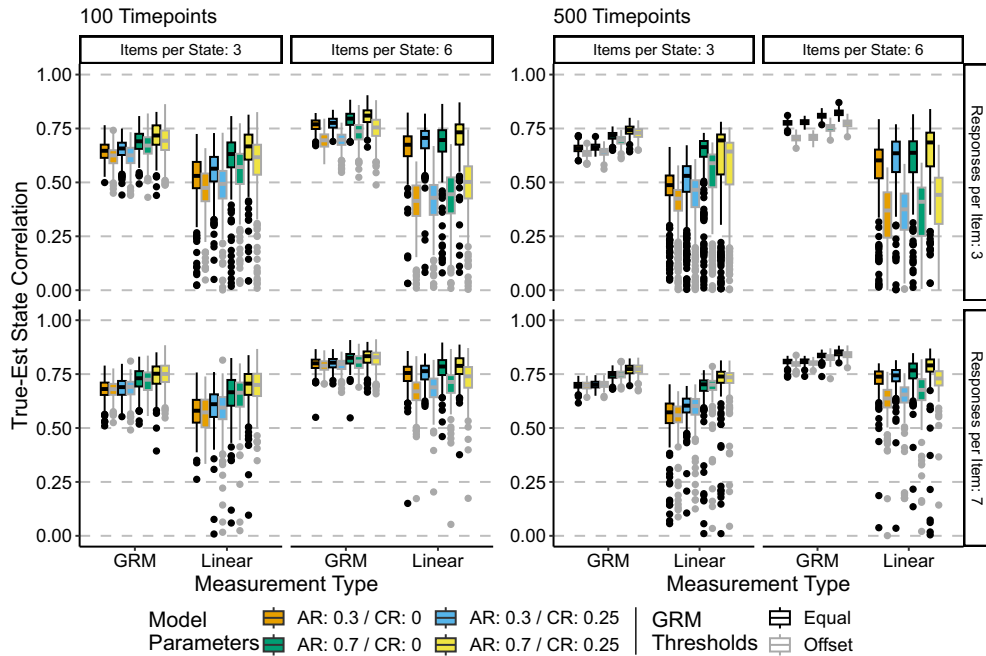 100 Timepoints
500 Timepoints
Items per State: 3
Items per State: 6
Items per State: 3
Items per State: 6
True-Est State Correlation
1.00
0.75
0.50
0.25
0.00
1.00
0.75
0.50
0.25
0.00
1.00
0.75
0.50
0.25
0.00
1.00
0.75
0.50
0.25
0.00
Responses per Item: 3
Responses per Item: 7
GRM
Linear
GRM
Linear
GRM
Linear
GRM
Linear
Measurement Type
Measurement Type
Model
Parameters
AR: 0.3 / CR: 0
AR: 0.3 / CR: 0.25
AR: 0.7 / CR: 0
AR: 0.7 / CR: 0.25
GRM
Thresholds
Equal
Offset